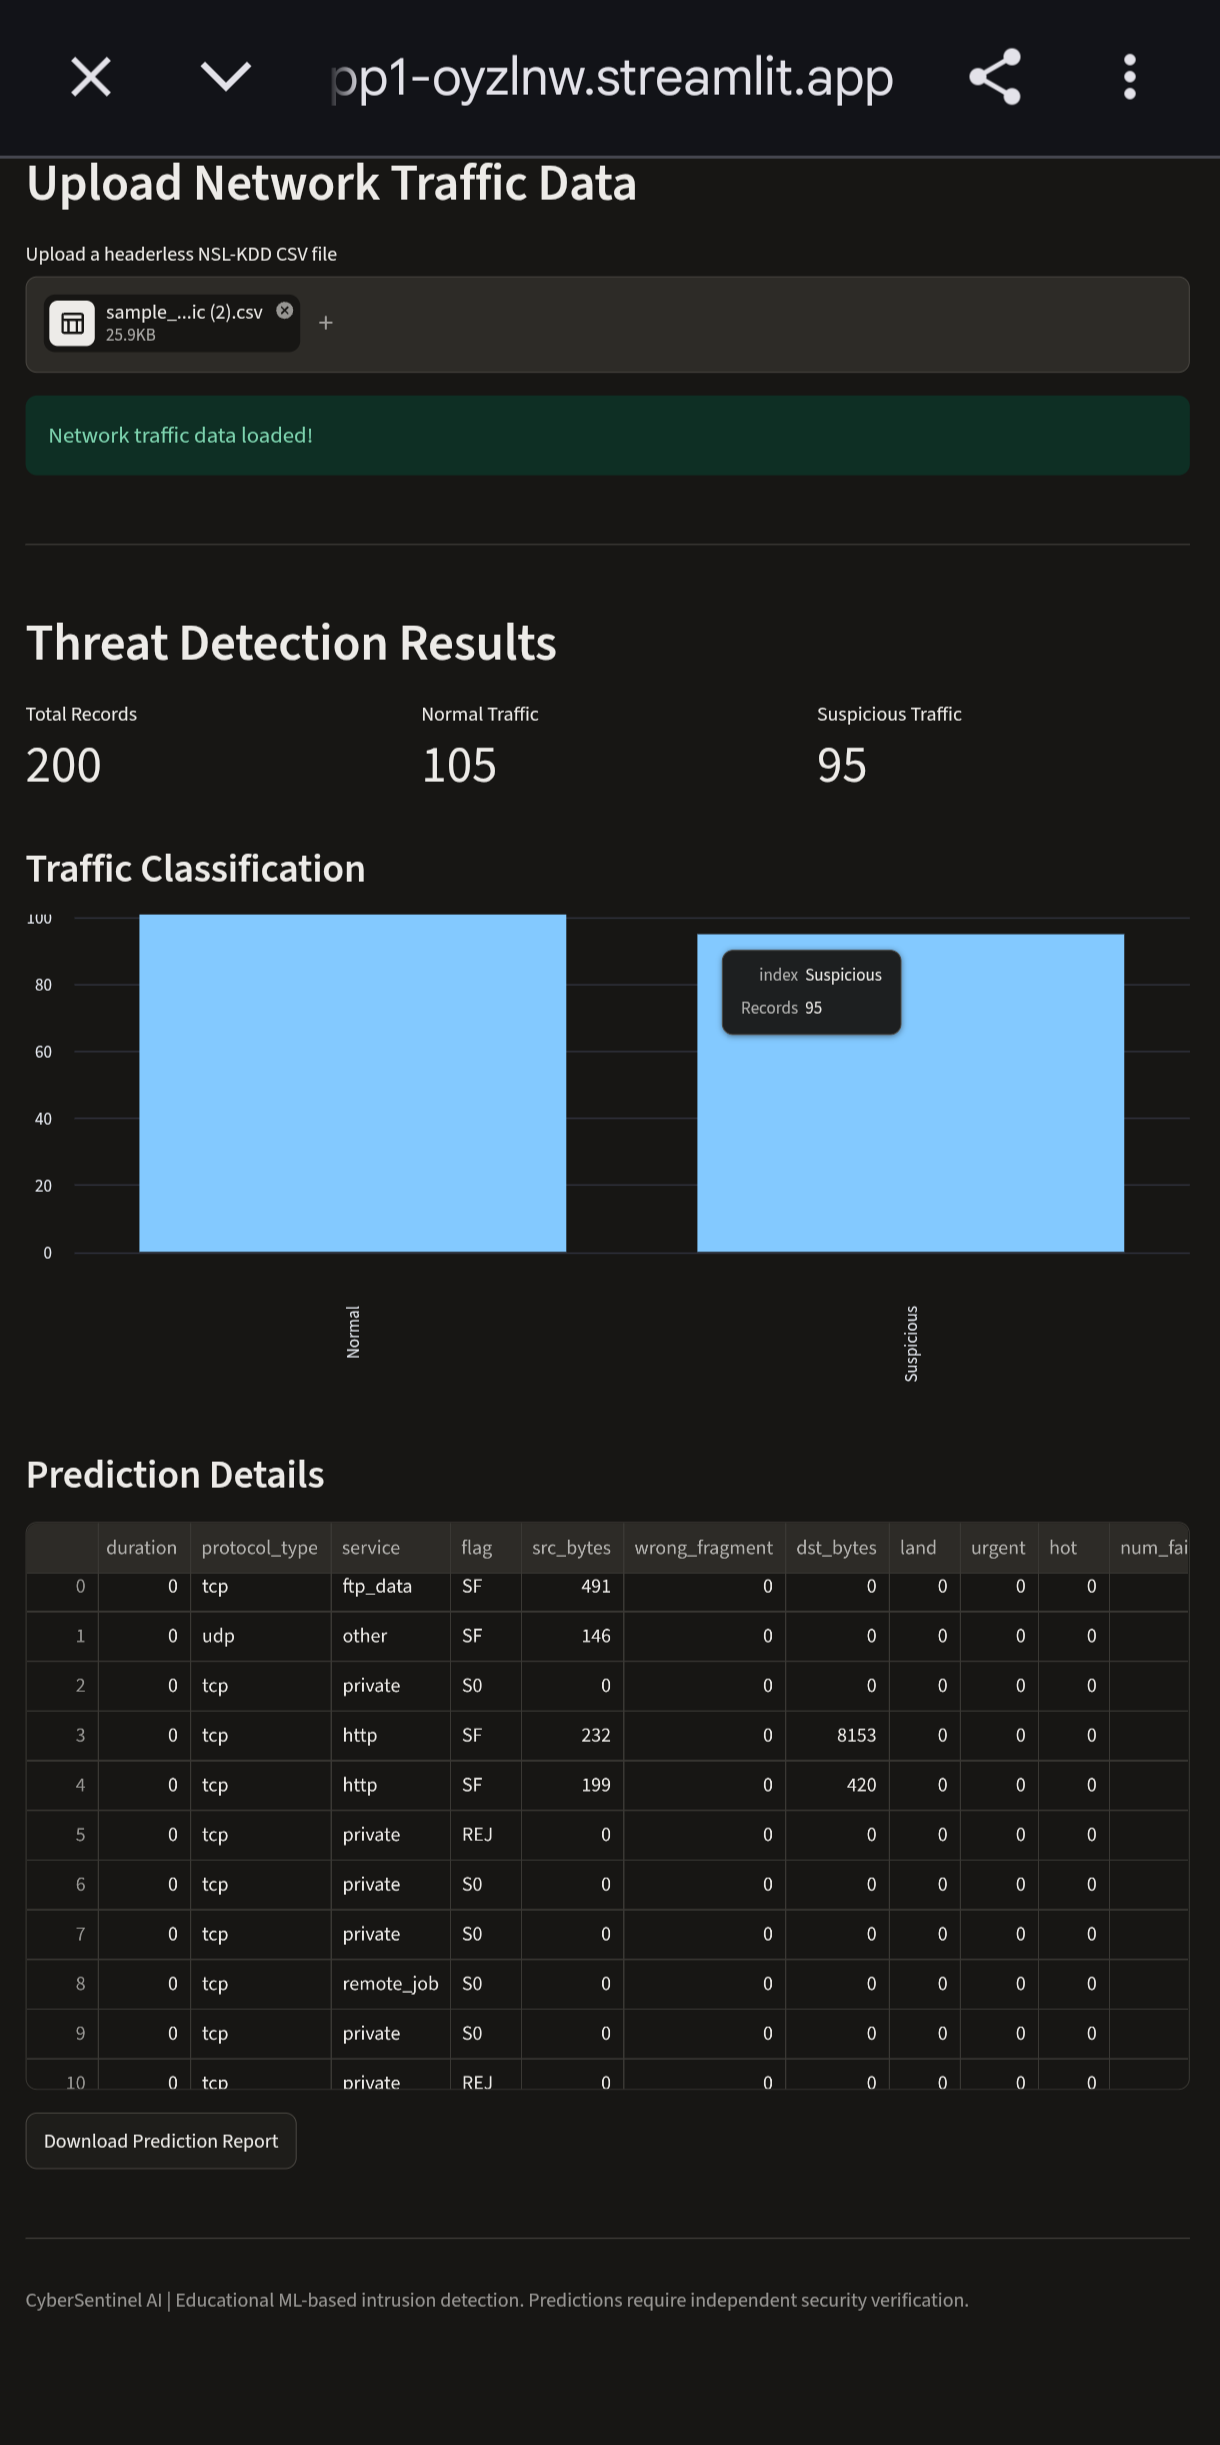 pp1-oyzlnw.streamlit.app
Upload Network Traffic Data
Upload a headerless NSL-KDD CSV file
sample_...ic (2).csv
25.9KB
+
Network traffic data loaded!
Threat Detection Results
Total Records Normal Traffic Suspicious Traffic
200 105 95
Traffic Classification
100
80
60
40
20
0
index Suspicious
Records 95
Normal
Suspicious
Prediction Details
duration protocol_type service flag src_bytes wrong_fragment dst_bytes land urgent hot num_fai
0 0 tcp ftp_data SF 491 0 0 0 0 0
1 0 udp other SF 146 0 0 0 0 0
2 0 tcp private S0 0 0 0 0 0 0
3 0 tcp http SF 232 0 8153 0 0 0
4 0 tcp http SF 199 0 420 0 0 0
5 0 tcp private REJ 0 0 0 0 0 0
6 0 tcp private S0 0 0 0 0 0 0
7 0 tcp private S0 0 0 0 0 0 0
8 0 tcp remote_job S0 0 0 0 0 0 0
9 0 tcp private S0 0 0 0 0 0 0
10 0 tcp private REJ 0 0 0 0 0 0
Download Prediction Report
CyberSentinel AI | Educational ML-based intrusion detection. Predictions require independent security verification.